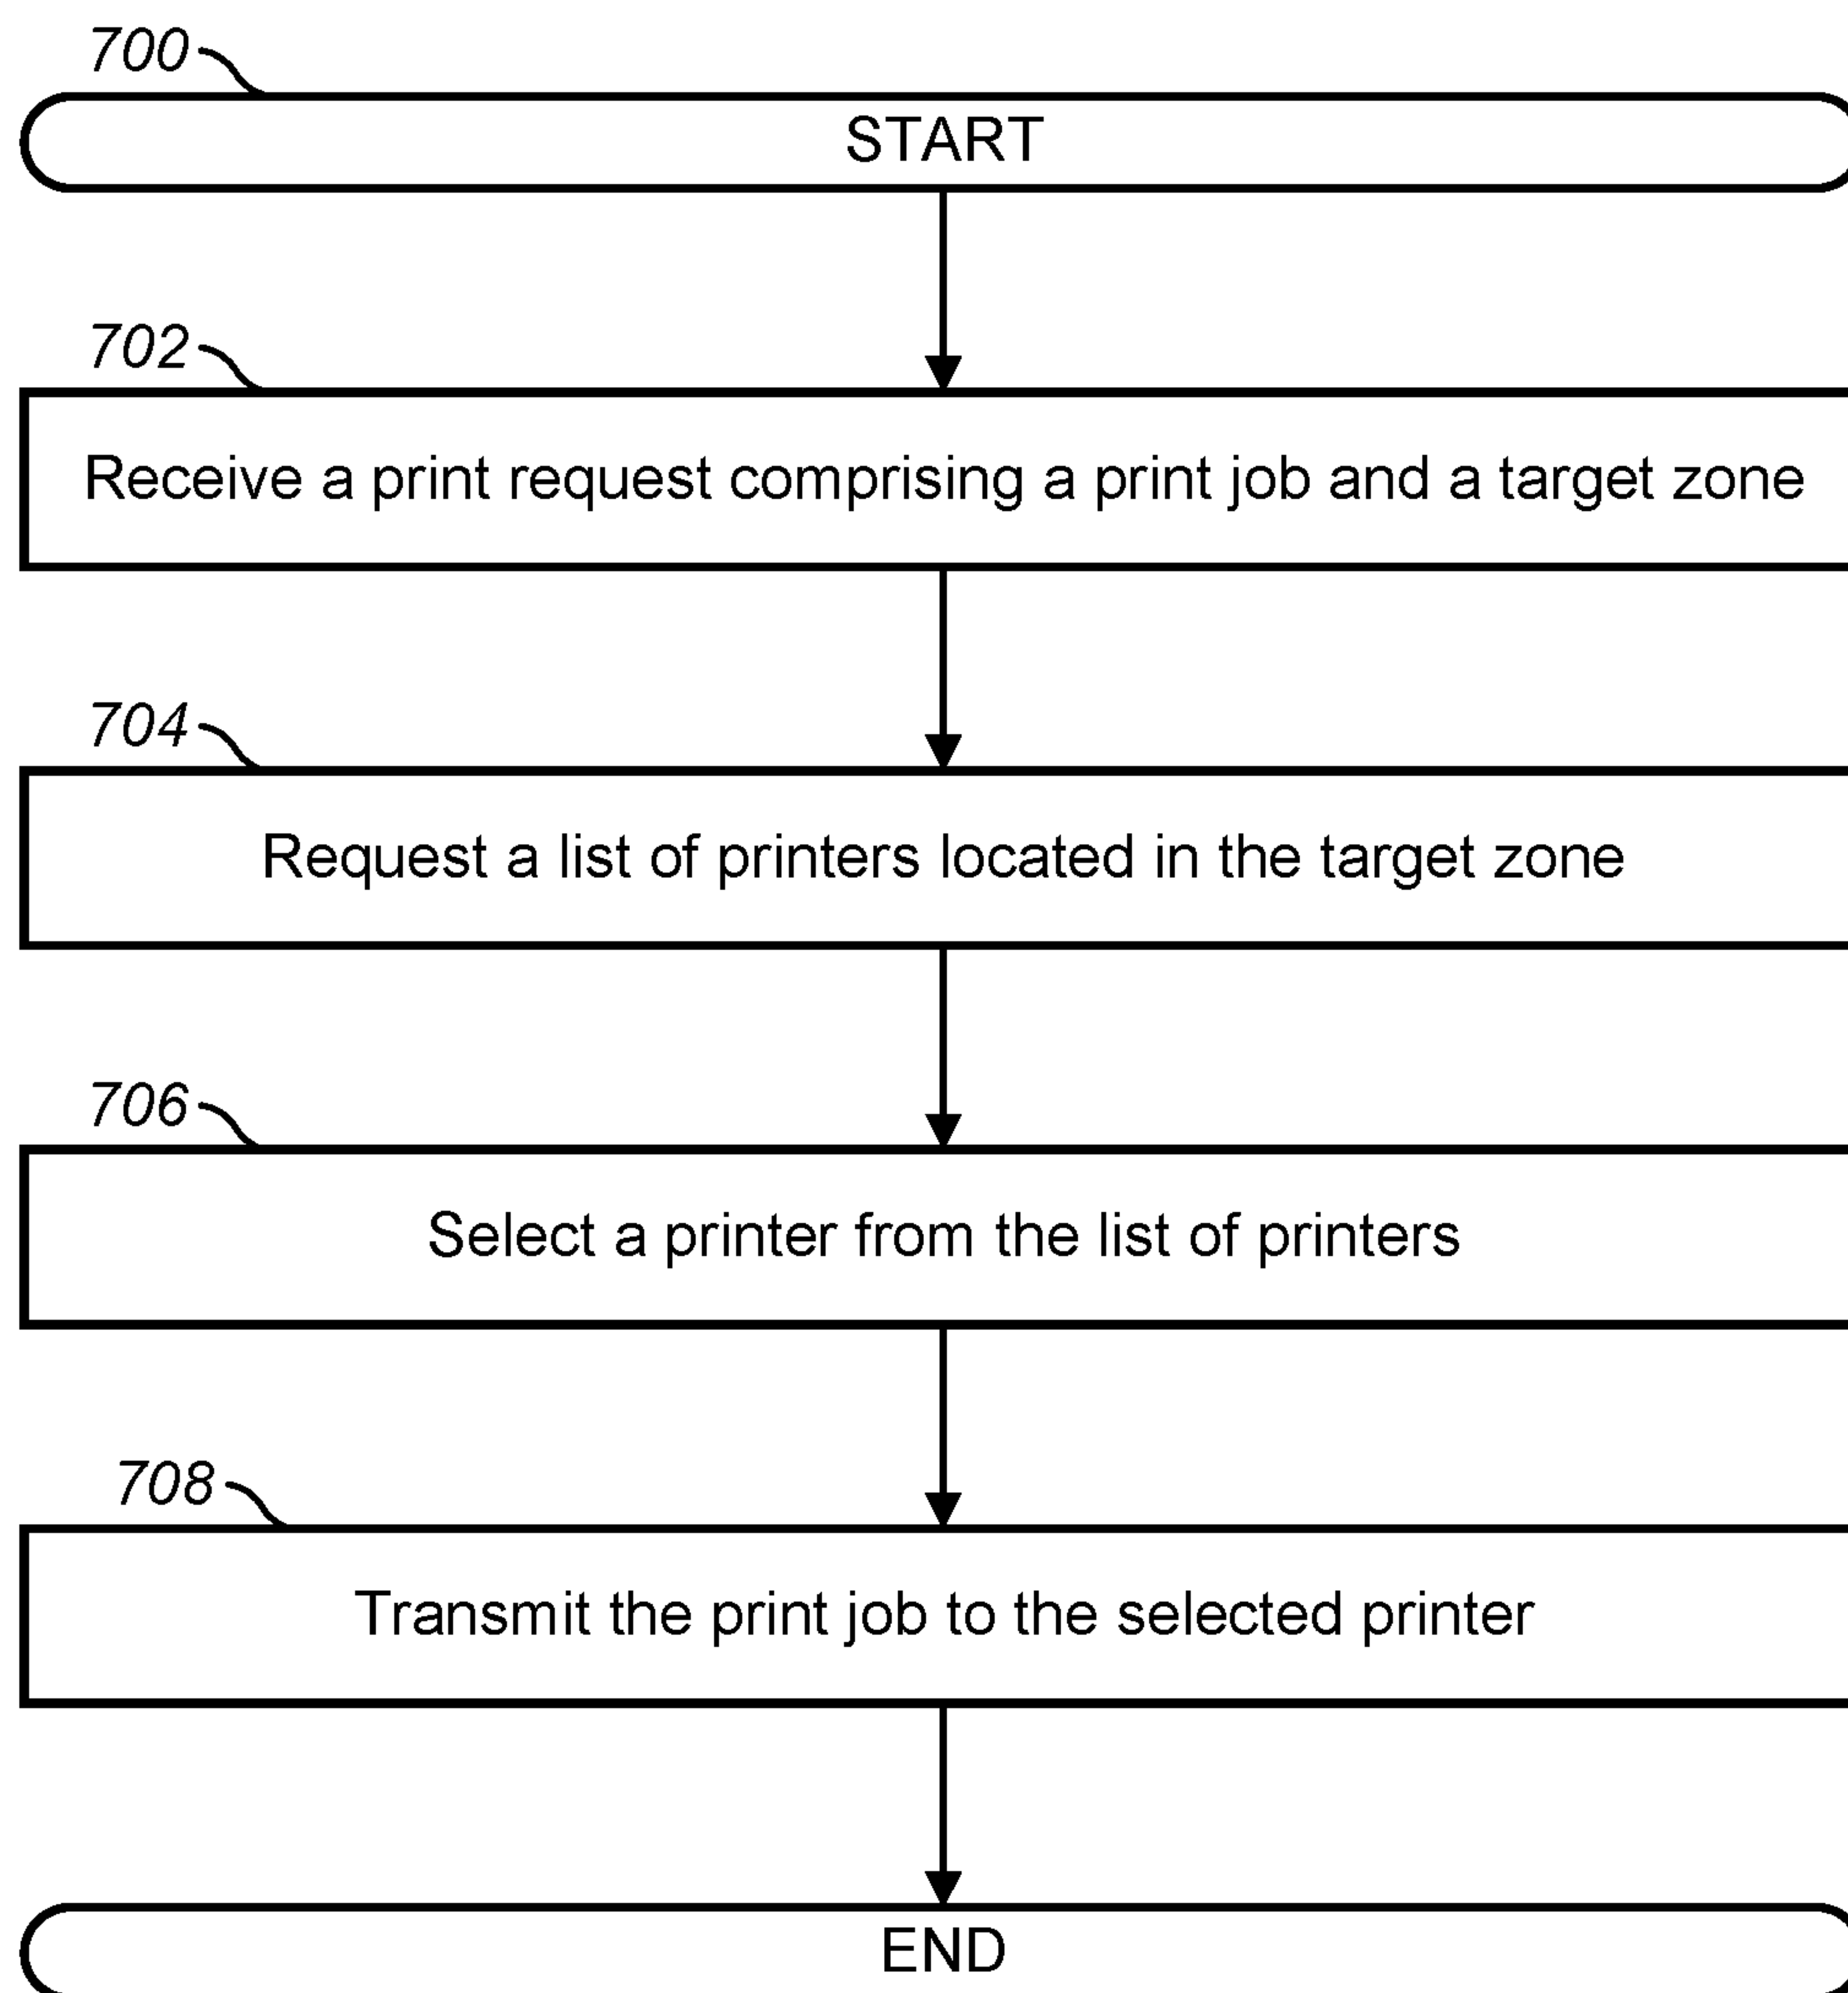 700
START
702
Receive a print request comprising a print job and a target zone
704
Request a list of printers located in the target zone
706
Select a printer from the list of printers
708
Transmit the print job to the selected printer
END